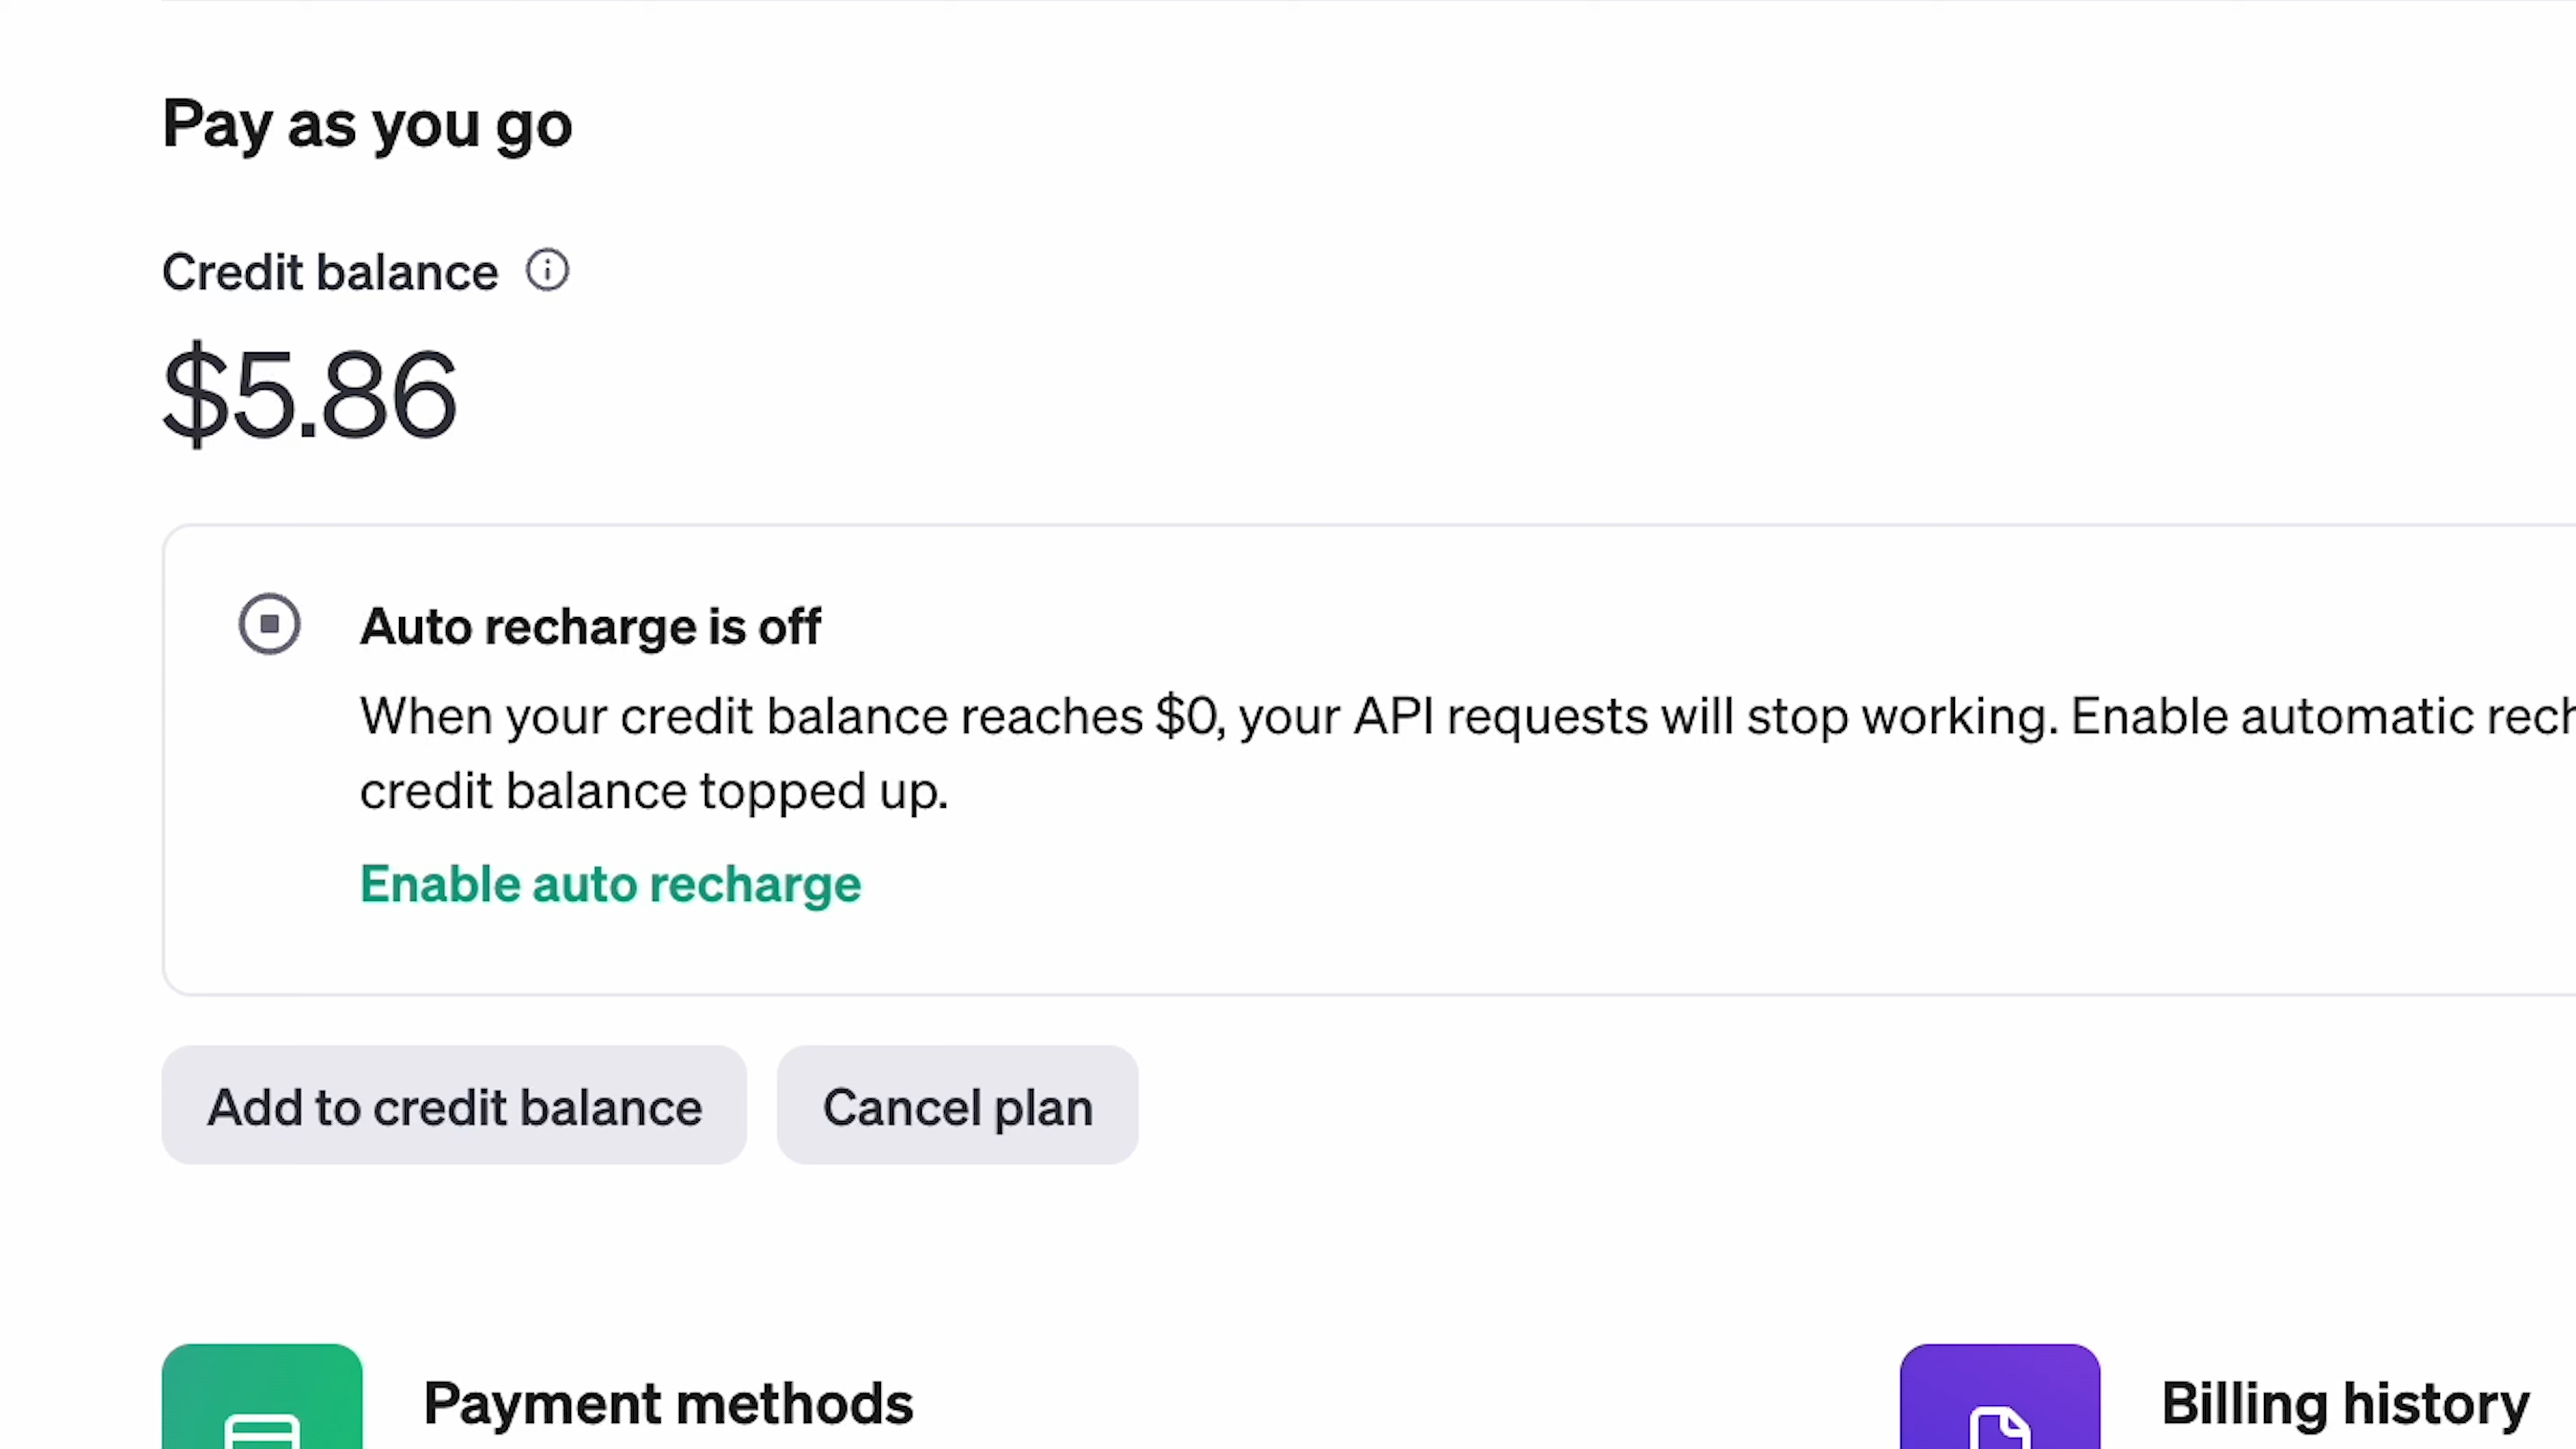 Pay as you go
Credit balance
$5.86
Auto recharge is off
When your credit balance reaches $0, your API requests will stop working. Enable automatic
credit balance topped up.
Enable auto recharge
Add to credit balance
Cancel plan
Payment methods
Billing history